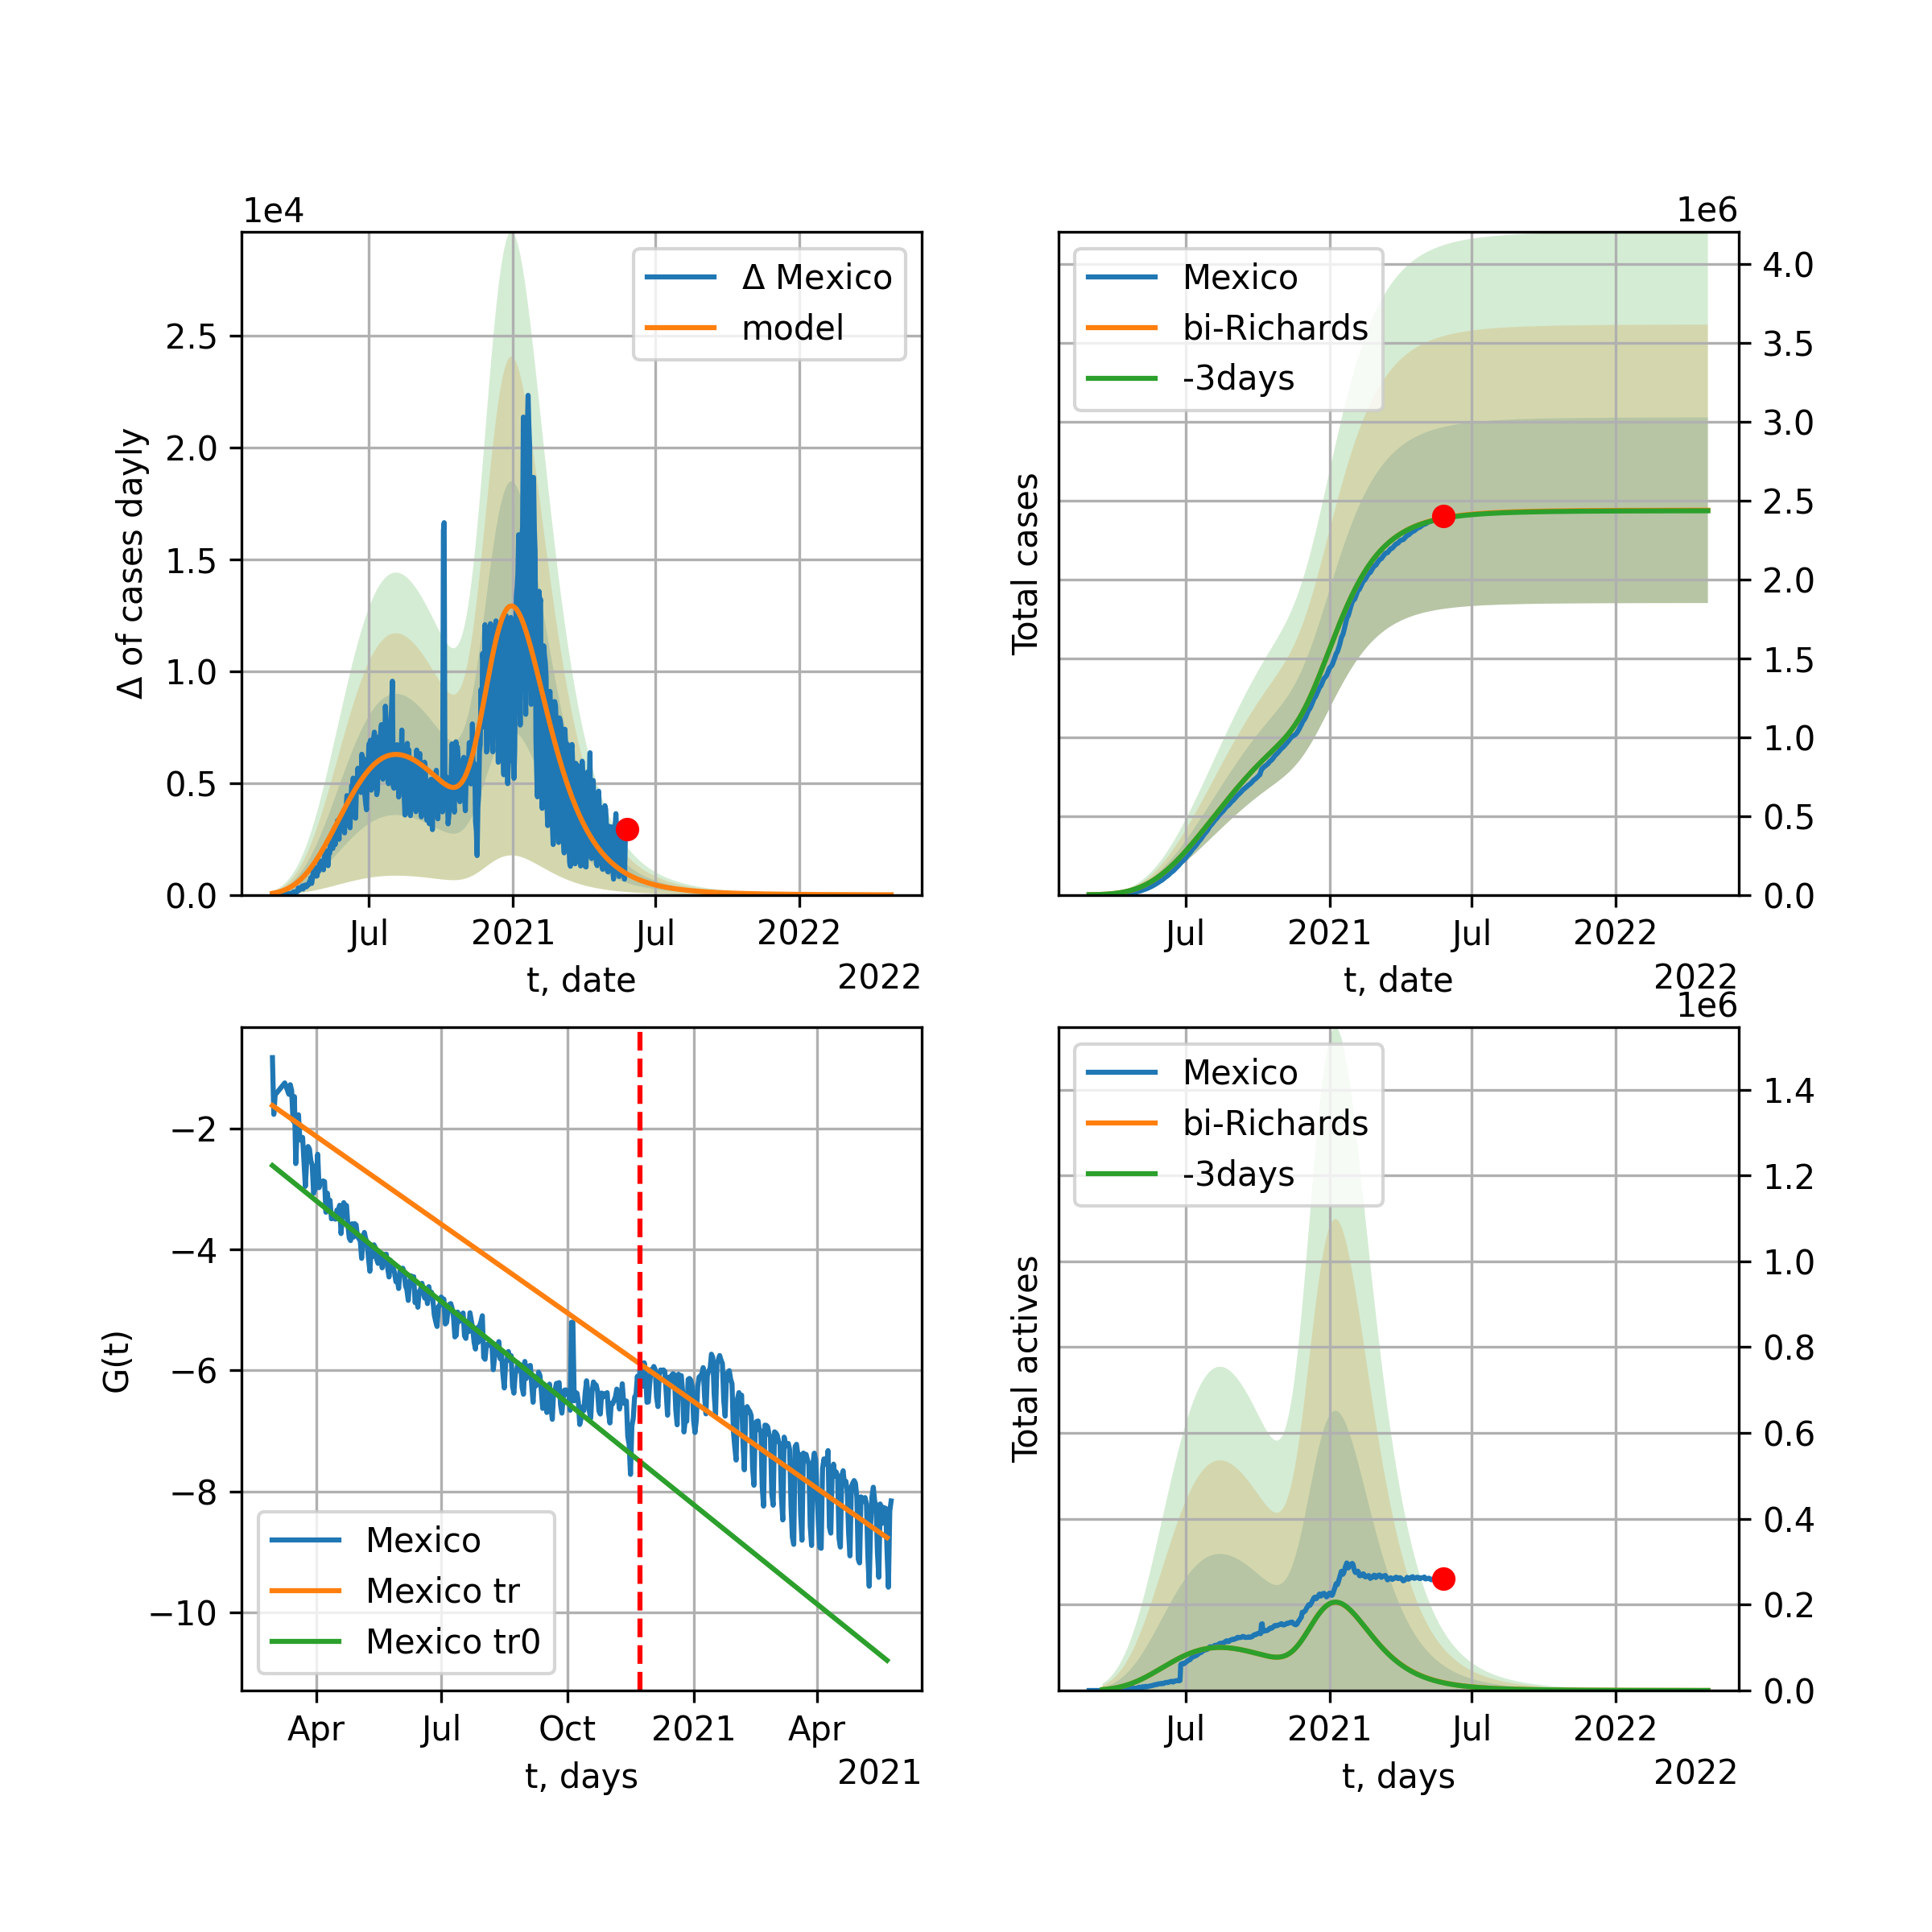 1e4
Δ of cases dayly
2.5
2.0
1.5
1.0
0.5
0.0
Δ Mexico
model
Jul
2021
Jul
2022
t, date
2022
1e6
Total cases
Mexico
bi-Richards
-3days
4.0
3.5
3.0
2.5
2.0
1.5
1.0
0.5
0.0
Jul
2021
Jul
2022
t, date
2022
G(t)
−2
−4
−6
−8
−10
Mexico
Mexico tr
Mexico tr0
Apr
Jul
Oct
2021
Apr
t, days
2021
1e6
Total actives
Mexico
bi-Richards
-3days
1.4
1.2
1.0
0.8
0.6
0.4
0.2
0.0
Jul
2021
Jul
2022
t, days
2022